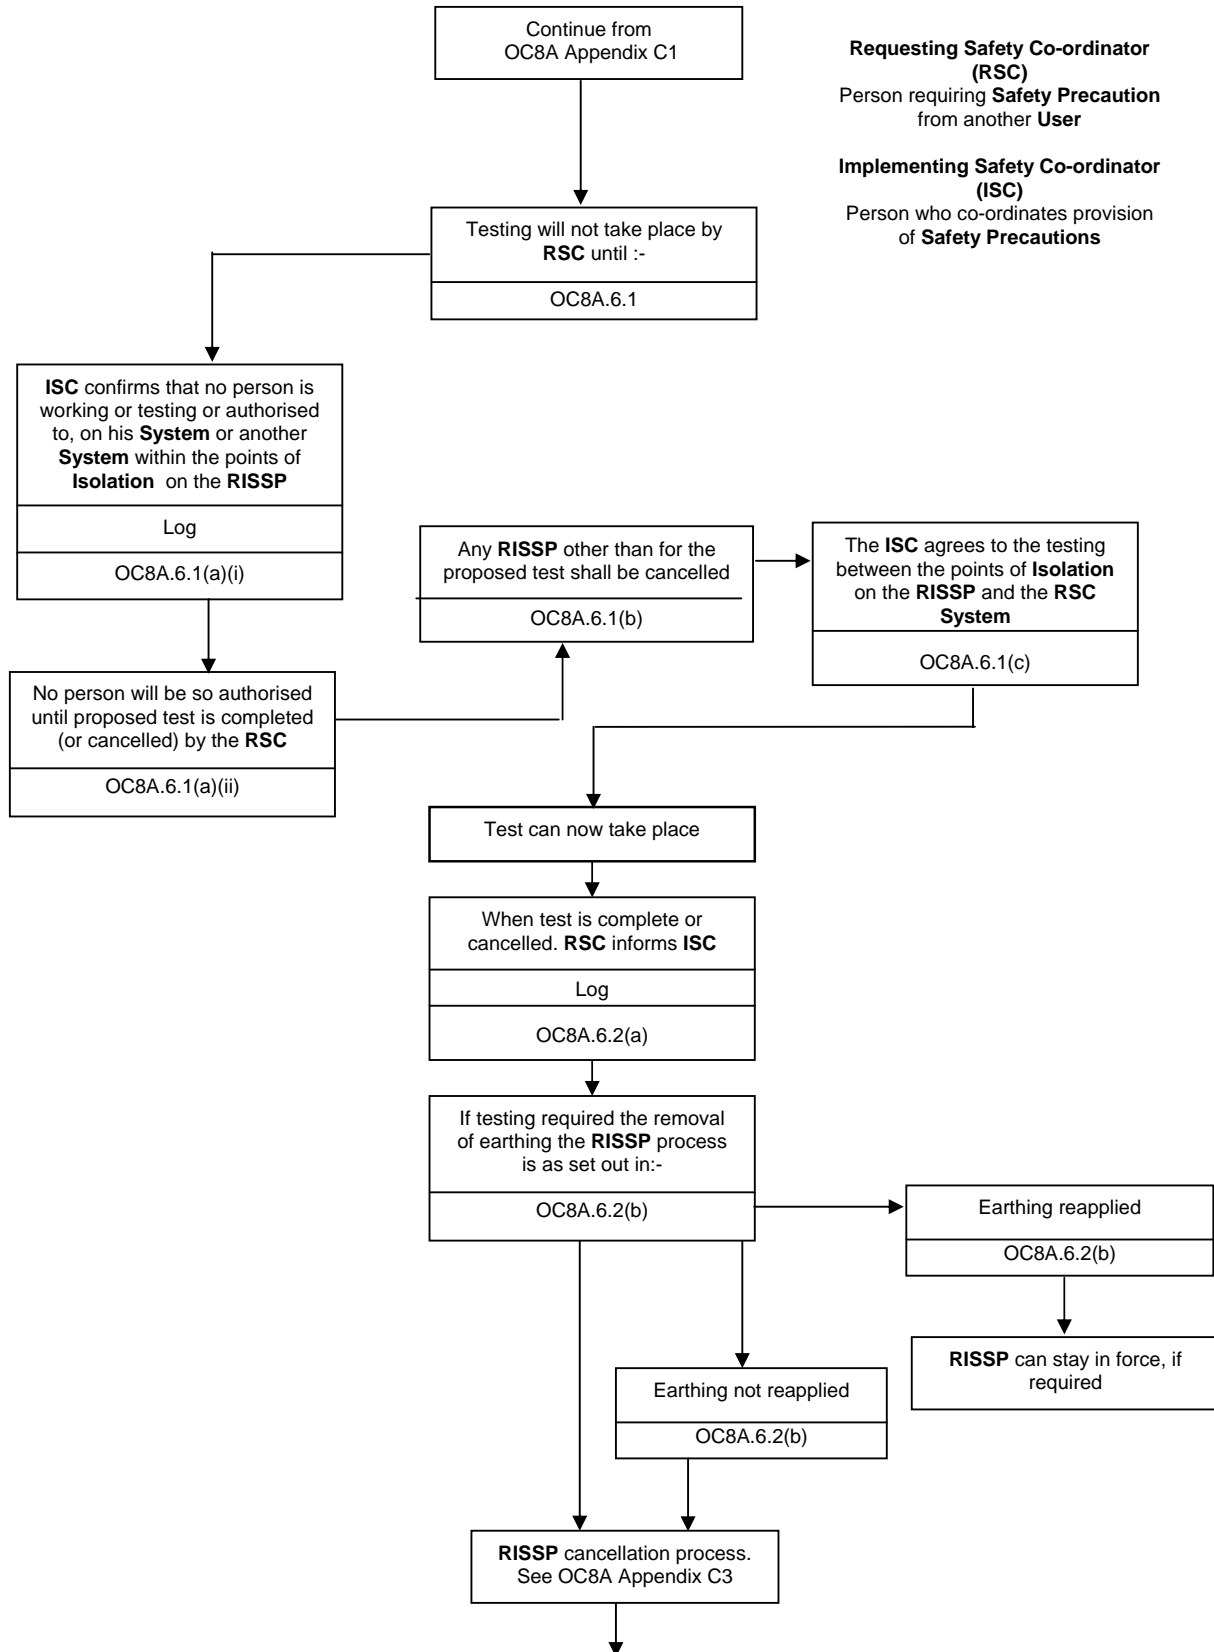 Continue from
OC8A Appendix C1
Requesting Safety Co-ordinator
(RSC)
Person requiring Safety Precaution
from another User
Implementing Safety Co-ordinator
(ISC)
Person who co-ordinates provision
of Safety Precautions
Testing will not take place by
RSC until :-
OC8A.6.1
ISC confirms that no person is
working or testing or authorised
to, on his System or another
System within the points of
Isolation on the RISSP
Log
OC8A.6.1(a)(i)
No person will be so authorised
until proposed test is completed
(or cancelled) by the RSC
OC8A.6.1(a)(ii)
Any RISSP other than for the
proposed test shall be cancelled
OC8A.6.1(b)
The ISC agrees to the testing
between the points of Isolation
on the RISSP and the RSC
System
OC8A.6.1(c)
Test can now take place
When test is complete or
cancelled. RSC informs ISC
Log
OC8A.6.2(a)
If testing required the removal
of earthing the RISSP process
is as set out in:-
OC8A.6.2(b)
Earthing reapplied
OC8A.6.2(b)
RISSP can stay in force, if
required
Earthing not reapplied
OC8A.6.2(b)
RISSP cancellation process.
See OC8A Appendix C3